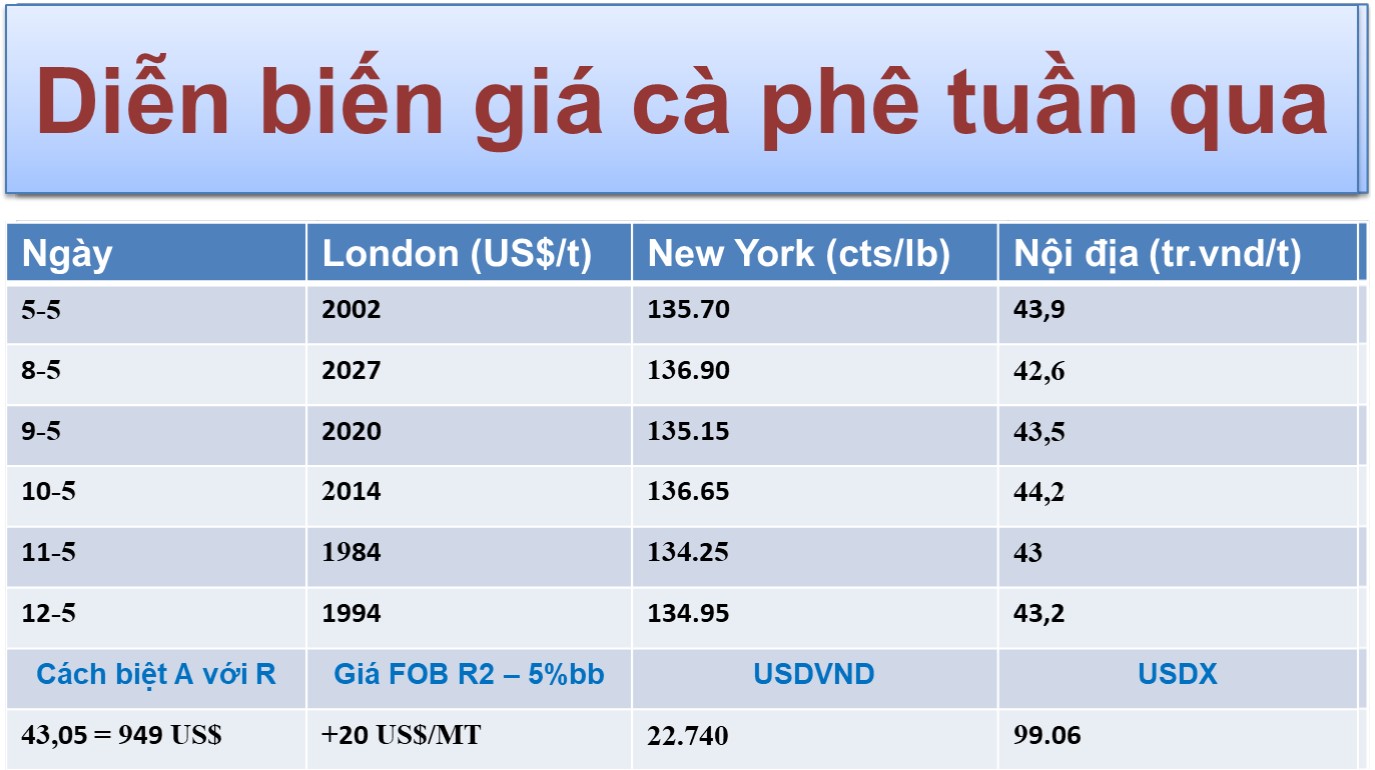 Diễn biến giá cà phê tuần qua
Ngày London (US$/t) New York (cts/lb) Nội địa (tr.vnd/t)
5-5 2002 135.70 43,9
8-5 2027 136.90 42,6
9-5 2020 135.15 43,5
10-5 2014 136.65 44,2
11-5 1984 134.25 43
12-5 1994 134.95 43,2
Cách biệt A với R Giá FOB R2 – 5%bb USDVND USDX
43,05 = 949 US$ +20 US$/MT 22.740 99.06